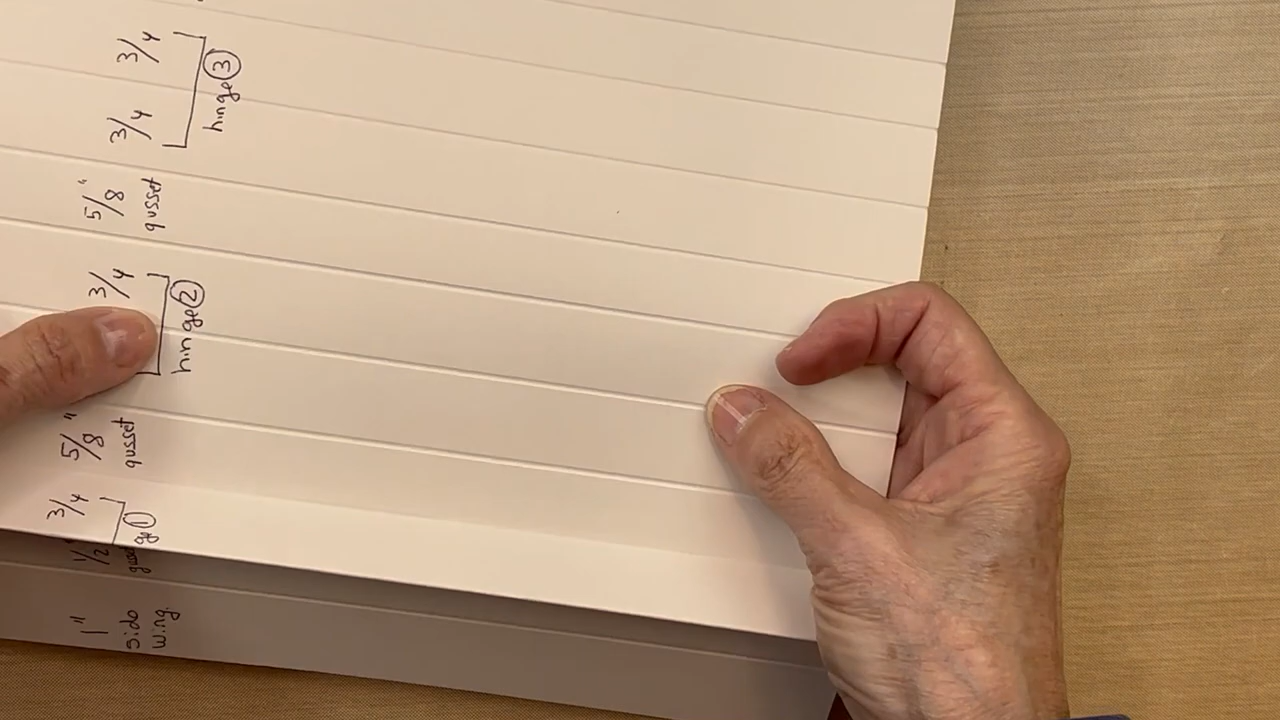 1"
side
wing
1/2
3/4
①
5/8"
gusset
3/4
hinge ②
5/8"
gusset
3/4 3/4
hinge ③